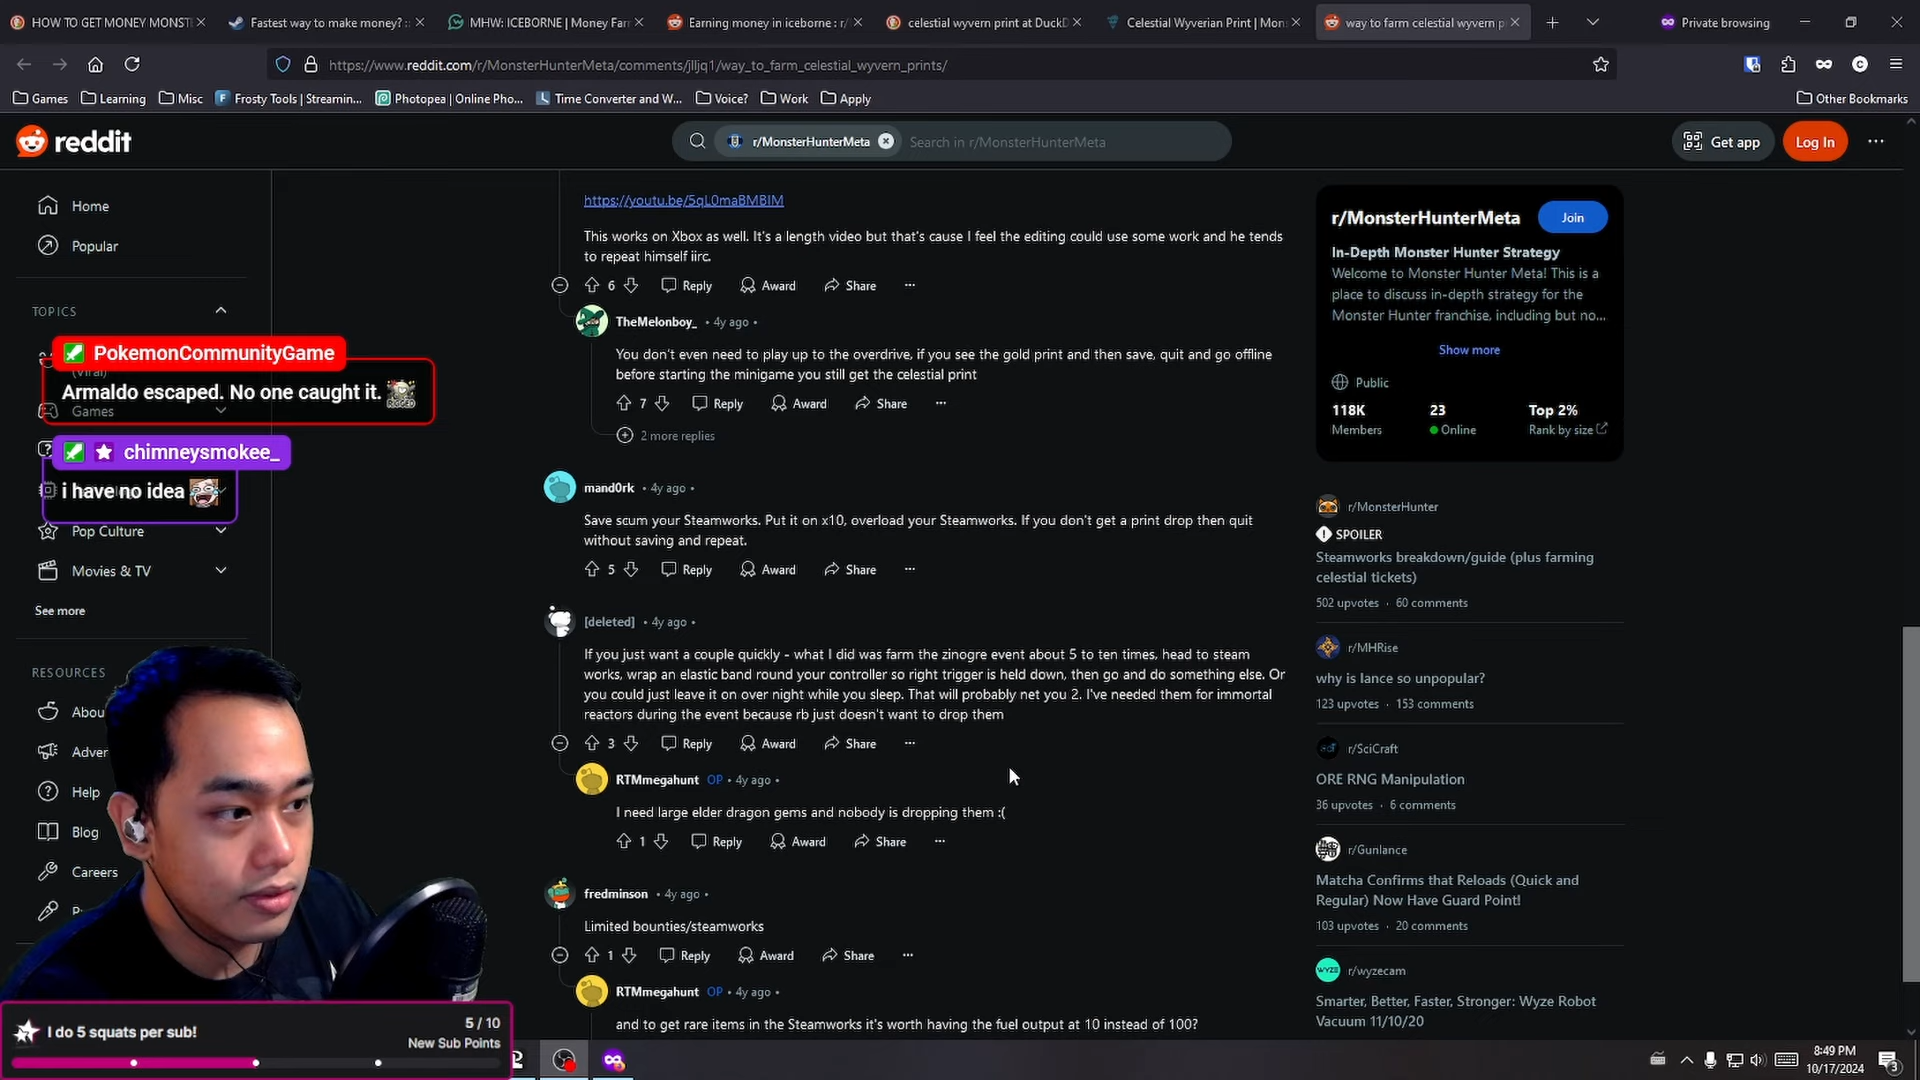 HOW TO GET MONEY MONST
Fastest way to make money? :
MHW: ICEBORNE | Money Far
Earning money in iceborne : r/
celestial wyvern print at DuckD
Celestial Wyverian Print | Mon
way to farm celestial wyvern p
Private browsing
https://www.reddit.com/r/MonsterHunterMeta/comments/jlljq1/way_to_farm_celestial_wyvern_prints/
Games
Learning
Misc
Frosty Tools | Streamin...
Photopea | Online Pho...
Time Converter and W...
Voice?
Work
Apply
Other Bookmarks
reddit
r/MonsterHunterMeta
Search in r/MonsterHunterMeta
Get app
Log In
Home
Popular
TOPICS
Games
Pop Culture
Movies & TV
See more
RESOURCES
Abou
Adver
Help
Blog
Careers
PokemonCommunityGame
Armaldo escaped. No one caught it.
RIGGED
chimneysmokee_
i have no idea
https://youtu.be/5qL0maBMBIM
This works on Xbox as well. It's a length video but that's cause I feel the editing could use some work and he tends
to repeat himself iirc.
6 Reply Award Share
TheMelonboy_ • 4y ago •
You don't even need to play up to the overdrive, if you see the gold print and then save, quit and go offline
before starting the minigame you still get the celestial print
7 Reply Award Share
2 more replies
mand0rk • 4y ago •
Save scum your Steamworks. Put it on x10, overload your Steamworks. If you don't get a print drop then quit
without saving and repeat.
5 Reply Award Share
[deleted] • 4y ago •
If you just want a couple quickly - what I did was farm the zinogre event about 5 to ten times, head to steam
works, wrap an elastic band round your controller so right trigger is held down, then go and do something else. Or
you could just leave it on over night while you sleep. That will probably net you 2. I've needed them for immortal
reactors during the event because rb just doesn't want to drop them
3 Reply Award Share
RTMmegahunt OP • 4y ago •
I need large elder dragon gems and nobody is dropping them :(
1 Reply Award Share
fredminson • 4y ago •
Limited bounties/steamworks
1 Reply Award Share
RTMmegahunt OP • 4y ago •
and to get rare items in the Steamworks it's worth having the fuel output at 10 instead of 100?
r/MonsterHunterMeta
Join
In-Depth Monster Hunter Strategy
Welcome to Monster Hunter Meta! This is a
place to discuss in-depth strategy for the
Monster Hunter franchise, including but no...
Show more
Public
118K 23 Top 2%
Members Online Rank by size
r/MonsterHunter
SPOILER
Steamworks breakdown/guide (plus farming
celestial tickets)
502 upvotes · 60 comments
r/MHRise
why is lance so unpopular?
123 upvotes · 153 comments
r/SciCraft
ORE RNG Manipulation
36 upvotes · 6 comments
r/Gunlance
Matcha Confirms that Reloads (Quick and
Regular) Now Have Guard Point!
103 upvotes · 20 comments
WYZE
r/wyzecam
Smarter, Better, Faster, Stronger: Wyze Robot
Vacuum 11/10/20
I do 5 squats per sub!
5 / 10
New Sub Points
8:49 PM
10/17/2024
3